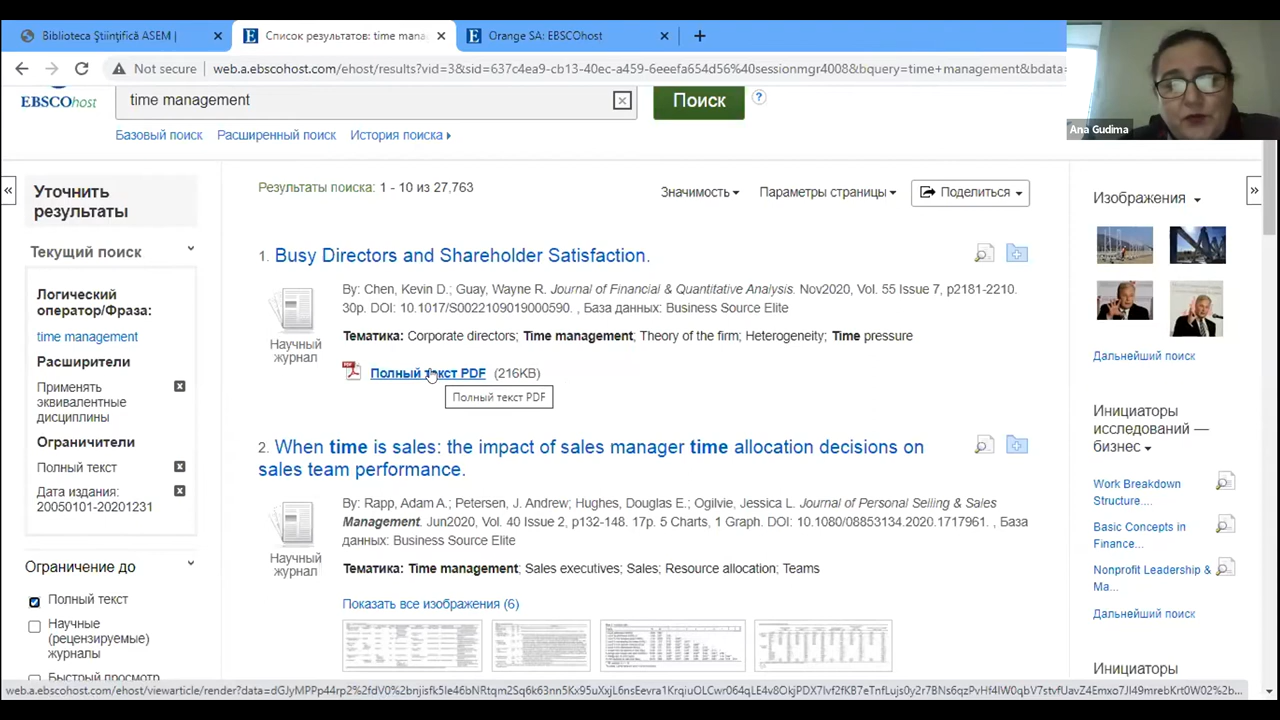 Biblioteca Ştiinţifică ASEM |
Список результатов: time mana
Orange SA: EBSCOhost
Not secure
web.a.ebscohost.com/ehost/results?vid=3&sid=637c4ea9-cb13-40ec-a459-6eeefa654d56%40sessionmgr4008&bquery=time+management&bdata=
Ana Gudima
EBSCOhost
time management
Поиск
Базовый поиск
Расширенный поиск
История поиска
Уточнить
результаты
Текущий поиск
Логический
оператор/Фраза:
time management
Расширители
Применять
эквивалентные
дисциплины
Ограничители
Полный текст
Дата издания:
20050101-20201231
Ограничение до
Полный текст
Научные
(рецензируемые)
журналы
Быстрый просмотр
Результаты поиска: 1 - 10 из 27,763
Значимость
Параметры страницы
Поделиться
1. Busy Directors and Shareholder Satisfaction.
By: Chen, Kevin D.; Guay, Wayne R. Journal of Financial & Quantitative Analysis. Nov2020, Vol. 55 Issue 7, p2181-2210.
30p. DOI: 10.1017/S0022109019000590. , База данных: Business Source Elite
Научный
журнал
Тематика: Corporate directors; Time management; Theory of the firm; Heterogeneity; Time pressure
PDF
Полный текст PDF (216KB)
Полный текст PDF
2. When time is sales: the impact of sales manager time allocation decisions on
sales team performance.
By: Rapp, Adam A.; Petersen, J. Andrew; Hughes, Douglas E.; Ogilvie, Jessica L. Journal of Personal Selling & Sales
Management. Jun2020, Vol. 40 Issue 2, p132-148. 17p. 5 Charts, 1 Graph. DOI: 10.1080/08853134.2020.1717961. , База
данных: Business Source Elite
Научный
журнал
Тематика: Time management; Sales executives; Sales; Resource allocation; Teams
Показать все изображения (6)
Изображения
Дальнейший поиск
Инициаторы
исследований —
бизнес
Work Breakdown
Structure....
Basic Concepts in
Finance...
Nonprofit Leadership &
Ma...
Дальнейший поиск
Инициаторы